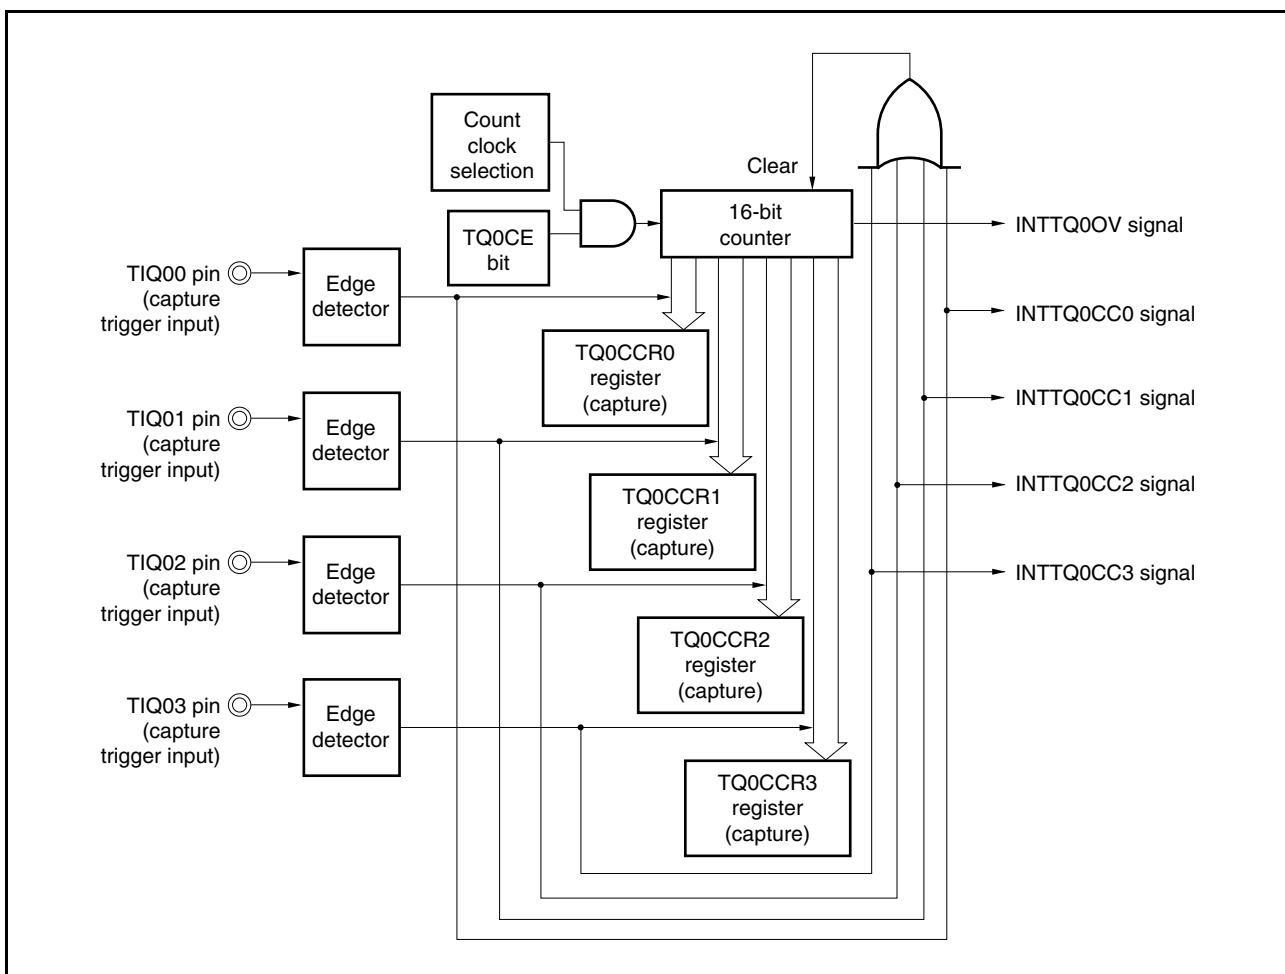 Count
clock
selection
Clear
TQ0CE
bit
16-bit
counter
INTTQ0OV signal
TIQ00 pin
(capture
trigger input)
Edge
detector
INTTQ0CC0 signal
TQ0CCR0
register
(capture)
TIQ01 pin
(capture
trigger input)
Edge
detector
INTTQ0CC1 signal
TQ0CCR1
register
(capture)
INTTQ0CC2 signal
TIQ02 pin
(capture
trigger input)
Edge
detector
INTTQ0CC3 signal
TQ0CCR2
register
(capture)
TIQ03 pin
(capture
trigger input)
Edge
detector
TQ0CCR3
register
(capture)